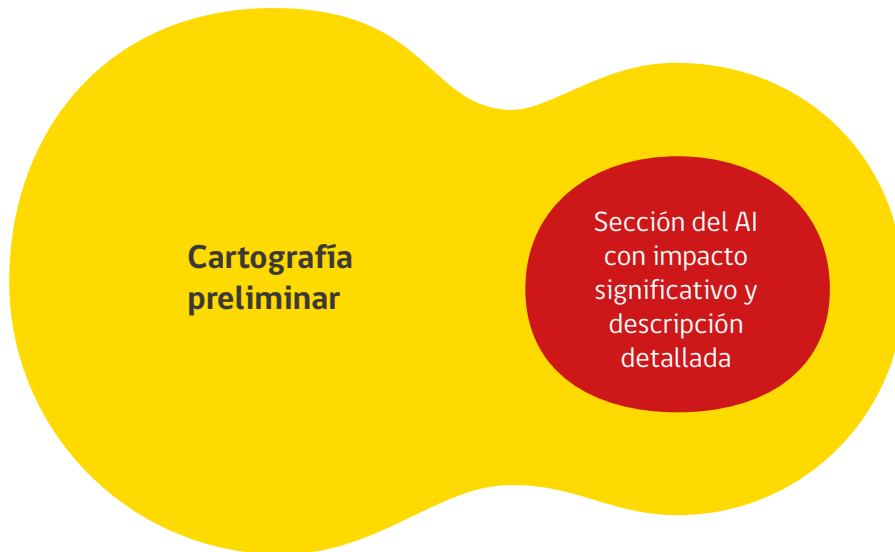 Cartografía
preliminar
Sección del AI
con impacto
significativo y
descripción
detallada